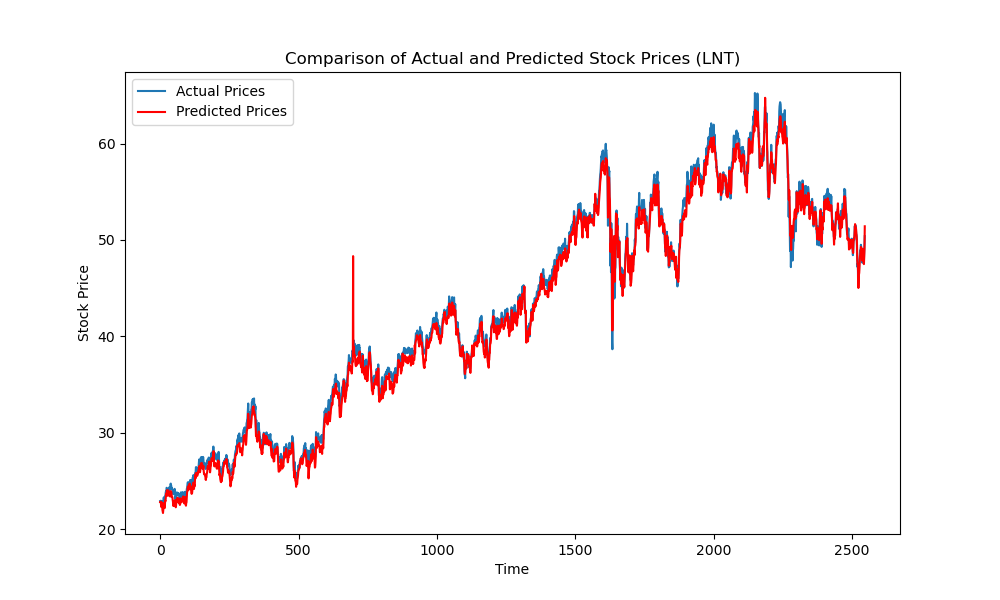 Comparison of Actual and Predicted Stock Prices (LNT)
Actual Prices
Predicted Prices
Stock Price
60
50
40
30
20
0
500
1000
1500
2000
2500
Time